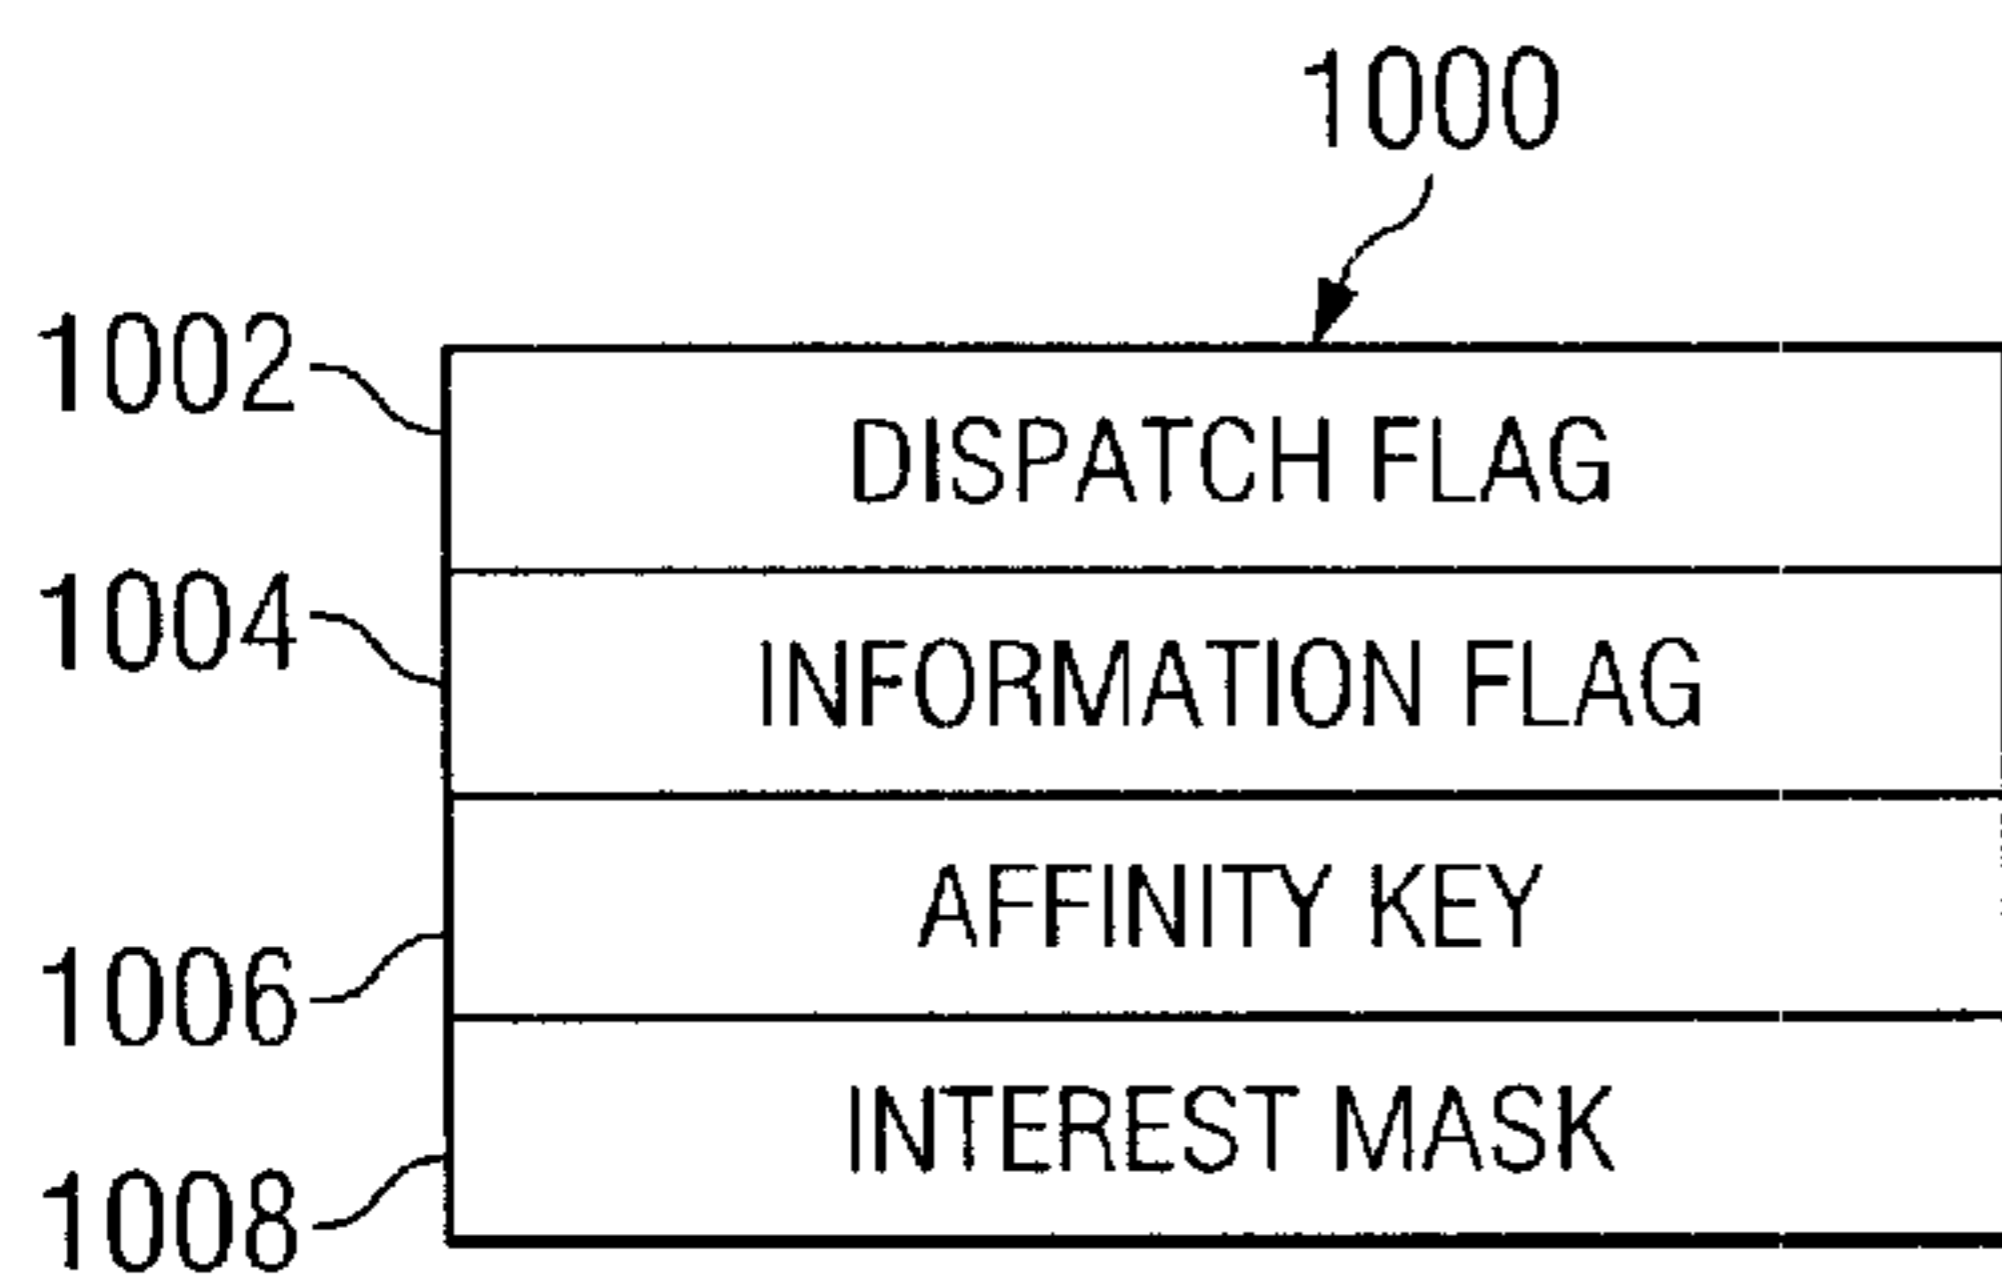 1000
1002
DISPATCH FLAG
1004
INFORMATION FLAG
AFFINITY KEY
1006
INTEREST MASK
1008